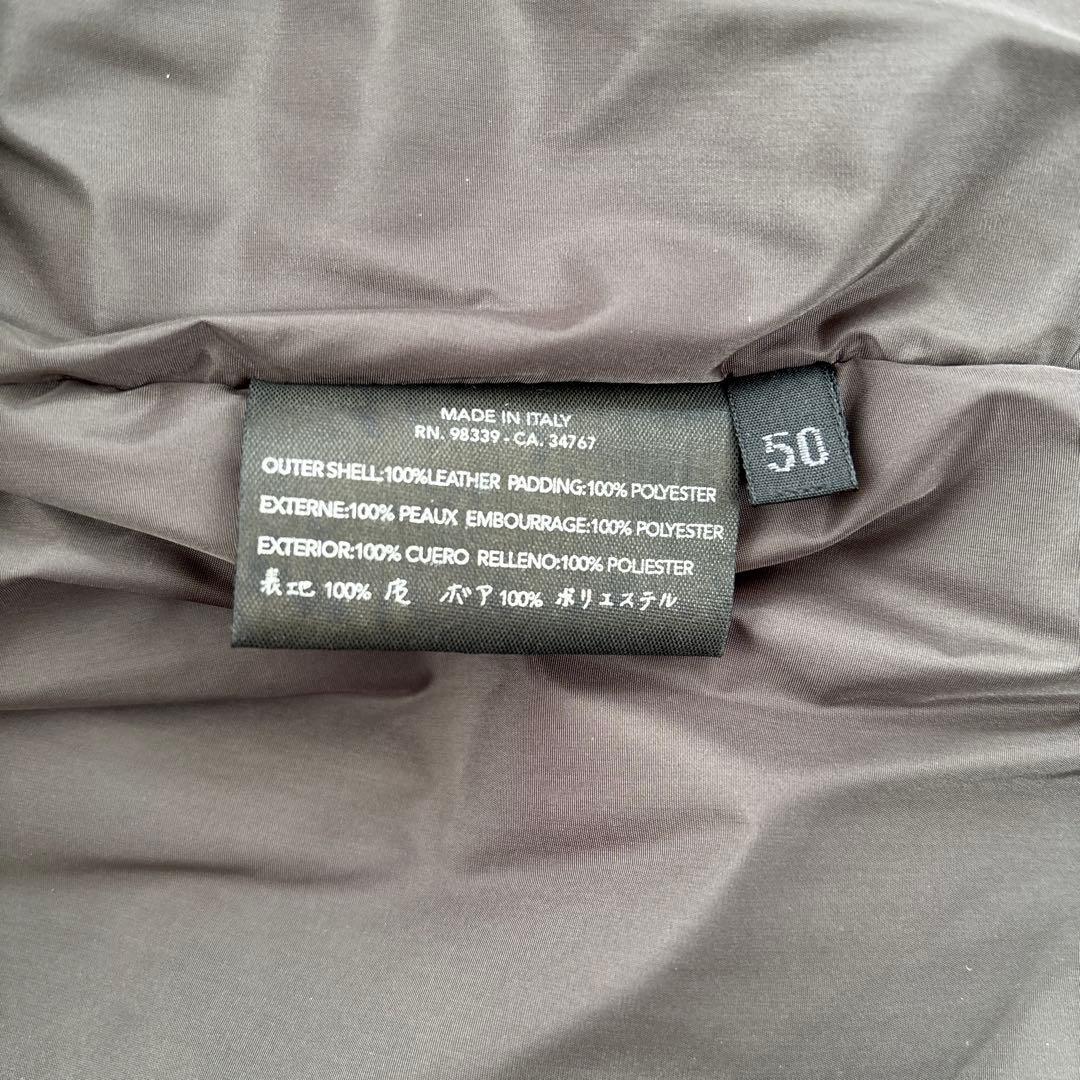 MADE IN ITALY
RN. 98339 - CA. 34767
OUTER SHELL:100%LEATHER PADDING:100% POLYESTER
EXTERNE:100% PEAUX EMBOURRAGE:100% POLYESTER
EXTERIOR:100% CUERO RELLENO:100% POLIESTER
表地 100% 皮 ボア 100% ポリエステル
50